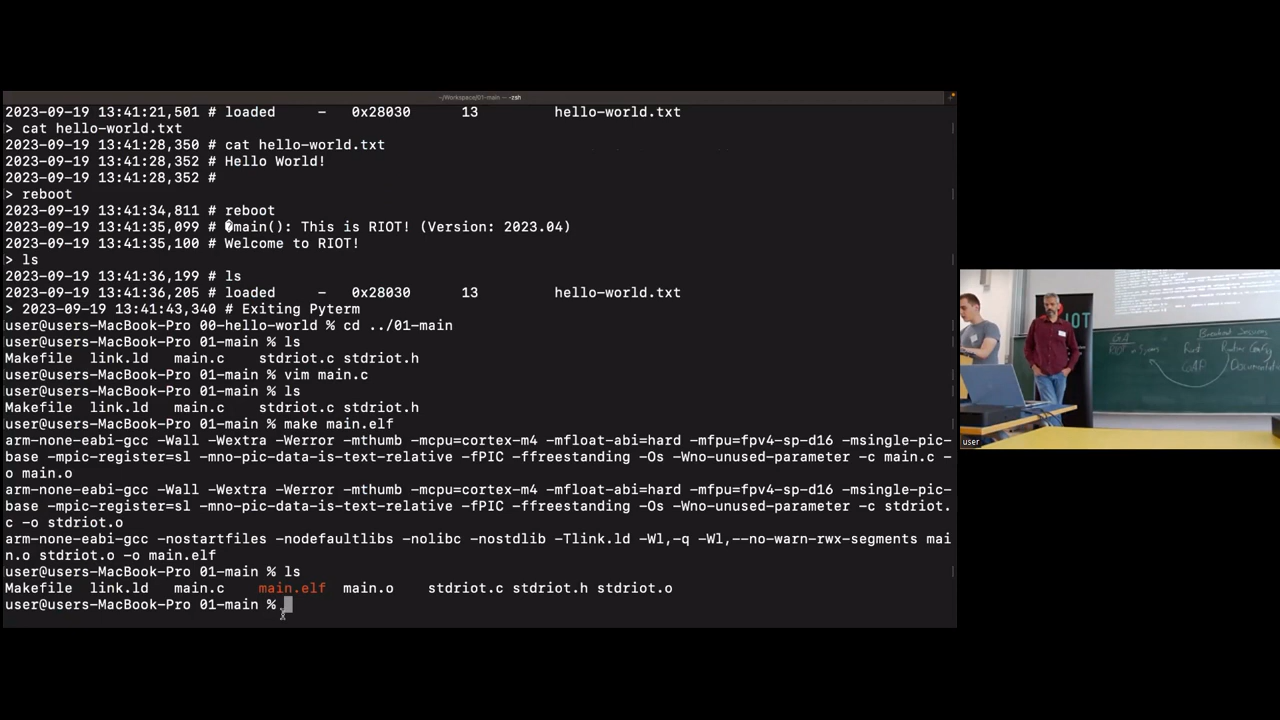 ~/Workspace/01-main — -zsh
2023-09-19 13:41:21,501 # loaded    -   0x28030      13         hello-world.txt
> cat hello-world.txt
2023-09-19 13:41:28,350 # cat hello-world.txt
2023-09-19 13:41:28,352 # Hello World!
2023-09-19 13:41:28,352 #
> reboot
2023-09-19 13:41:34,811 # reboot
2023-09-19 13:41:35,099 # �main(): This is RIOT! (Version: 2023.04)
2023-09-19 13:41:35,100 # Welcome to RIOT!
> ls
2023-09-19 13:41:36,199 # ls
2023-09-19 13:41:36,205 # loaded    -   0x28030      13         hello-world.txt
> 2023-09-19 13:41:43,340 # Exiting Pyterm
user@users-MacBook-Pro 00-hello-world % cd ../01-main
user@users-MacBook-Pro 01-main % ls
Makefile  link.ld   main.c    stdriot.c stdriot.h
user@users-MacBook-Pro 01-main % vim main.c
user@users-MacBook-Pro 01-main % ls
Makefile  link.ld   main.c    stdriot.c stdriot.h
user@users-MacBook-Pro 01-main % make main.elf
arm-none-eabi-gcc -Wall -Wextra -Werror -mthumb -mcpu=cortex-m4 -mfloat-abi=hard -mfpu=fpv4-sp-d16 -msingle-pic-
base -mpic-register=sl -mno-pic-data-is-text-relative -fPIC -ffreestanding -Os -Wno-unused-parameter -c main.c -
o main.o
arm-none-eabi-gcc -Wall -Wextra -Werror -mthumb -mcpu=cortex-m4 -mfloat-abi=hard -mfpu=fpv4-sp-d16 -msingle-pic-
base -mpic-register=sl -mno-pic-data-is-text-relative -fPIC -ffreestanding -Os -Wno-unused-parameter -c stdriot.
c -o stdriot.o
arm-none-eabi-gcc -nostartfiles -nodefaultlibs -nolibc -nostdlib -Tlink.ld -Wl,-q -Wl,--no-warn-rwx-segments mai
n.o stdriot.o -o main.elf
user@users-MacBook-Pro 01-main % ls
Makefile  link.ld   main.c    main.elf  main.o    stdriot.c stdriot.h stdriot.o
user@users-MacBook-Pro 01-main %
IOT
Breakout Sessions
user